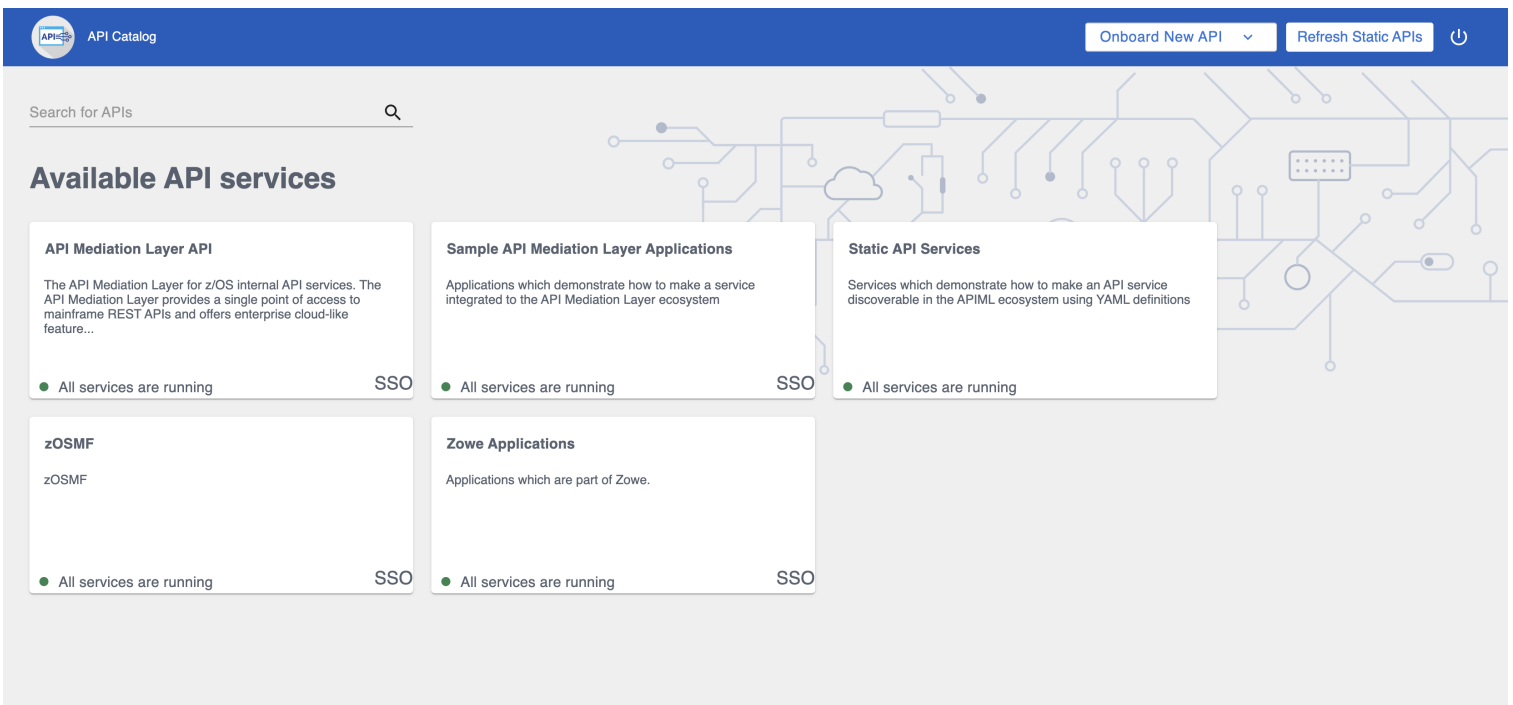 API
API Catalog
Onboard New API
Refresh Static APIs
Search for APIs
Available API services
API Mediation Layer API
The API Mediation Layer for z/OS internal API services. The
API Mediation Layer provides a single point of access to
mainframe REST APIs and offers enterprise cloud-like
feature...
All services are running
SSO
Sample API Mediation Layer Applications
Applications which demonstrate how to make a service
integrated to the API Mediation Layer ecosystem
All services are running
SSO
Static API Services
Services which demonstrate how to make an API service
discoverable in the APIML ecosystem using YAML definitions
All services are running
zOSMF
zOSMF
All services are running
SSO
Zowe Applications
Applications which are part of Zowe.
All services are running
SSO